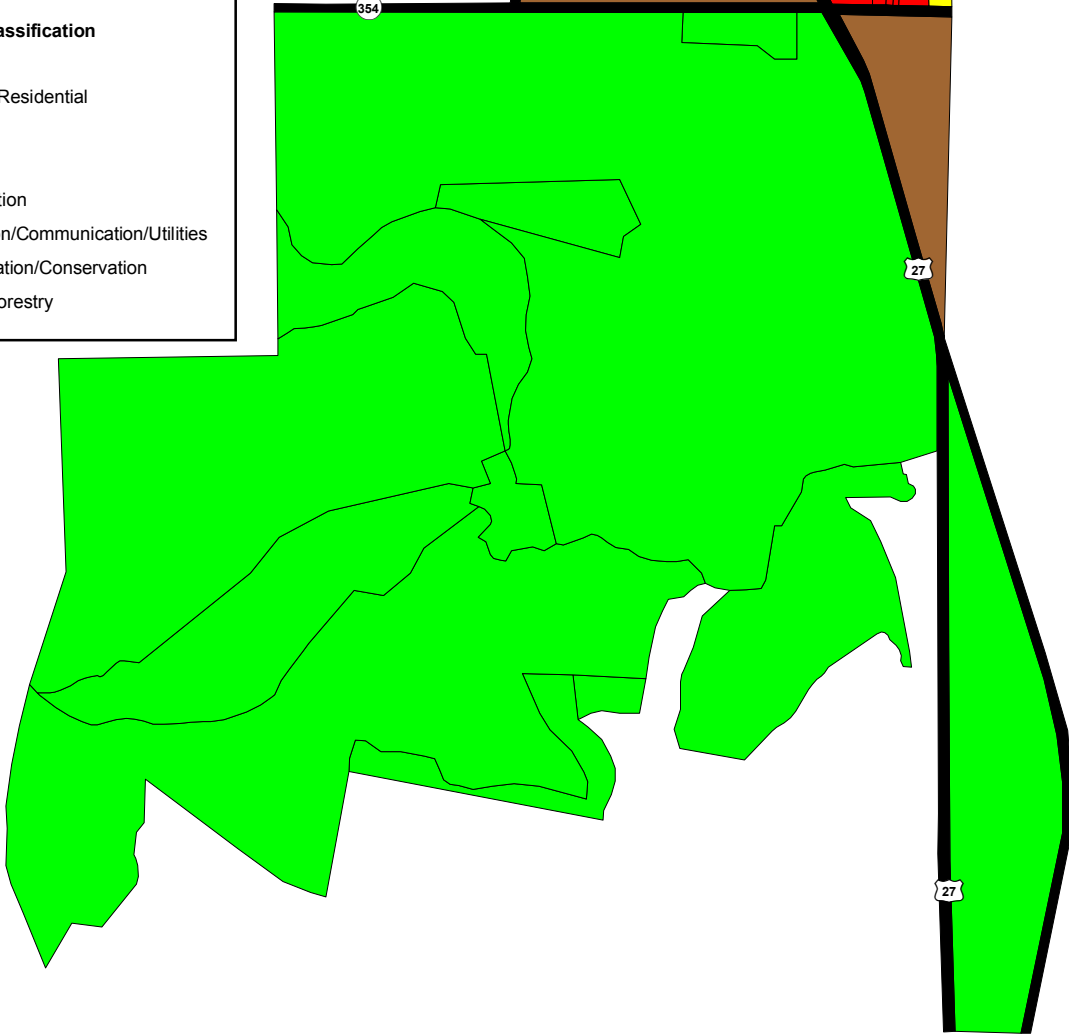 354
assification
Residential
tion
n/Communication/Utilities
ation/Conservation
orestry
27
27